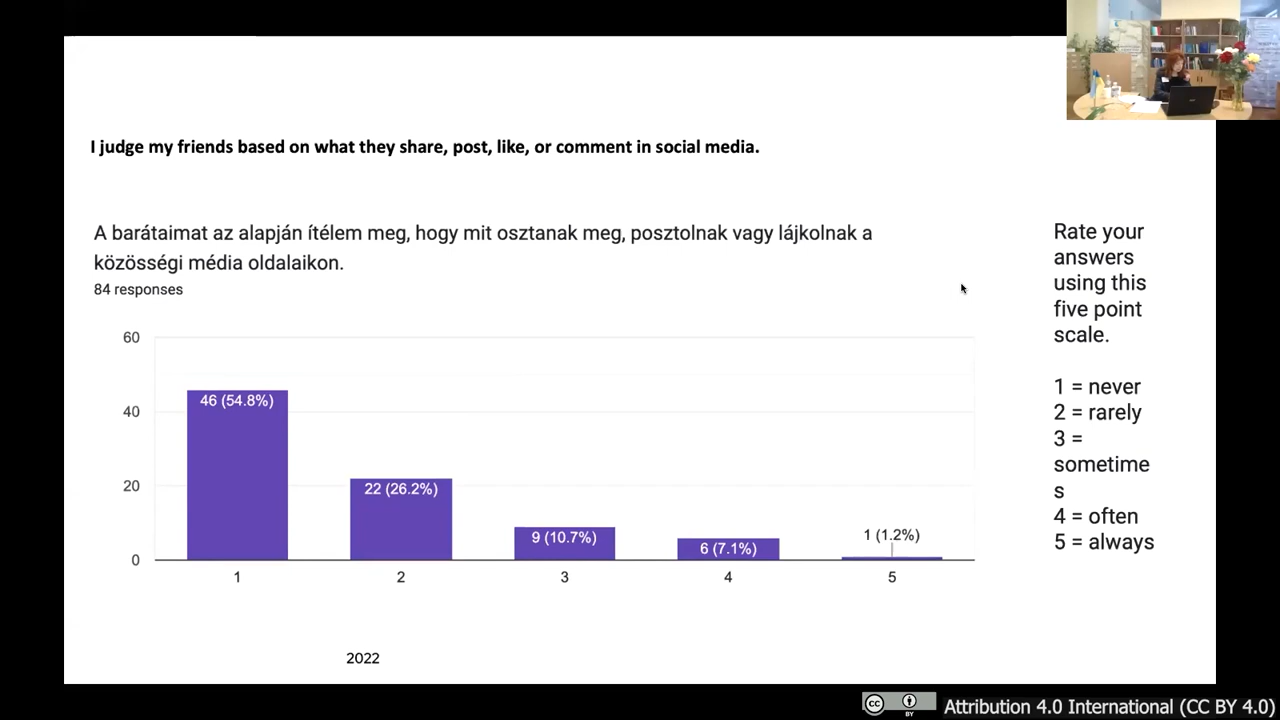 I judge my friends based on what they share, post, like, or comment in social media.
A barátaimat az alapján ítélem meg, hogy mit osztanak meg, posztolnak vagy lájkolnak a
közösségi média oldalaikon.
84 responses
60
40
20
0
46 (54.8%)
22 (26.2%)
9 (10.7%)
6 (7.1%)
1 (1.2%)
1
2
3
4
5
2022
Rate your
answers
using this
five point
scale.
1 = never
2 = rarely
3 =
sometime
s
4 = often
5 = always
cc
BY
Attribution 4.0 International (CC BY 4.0)